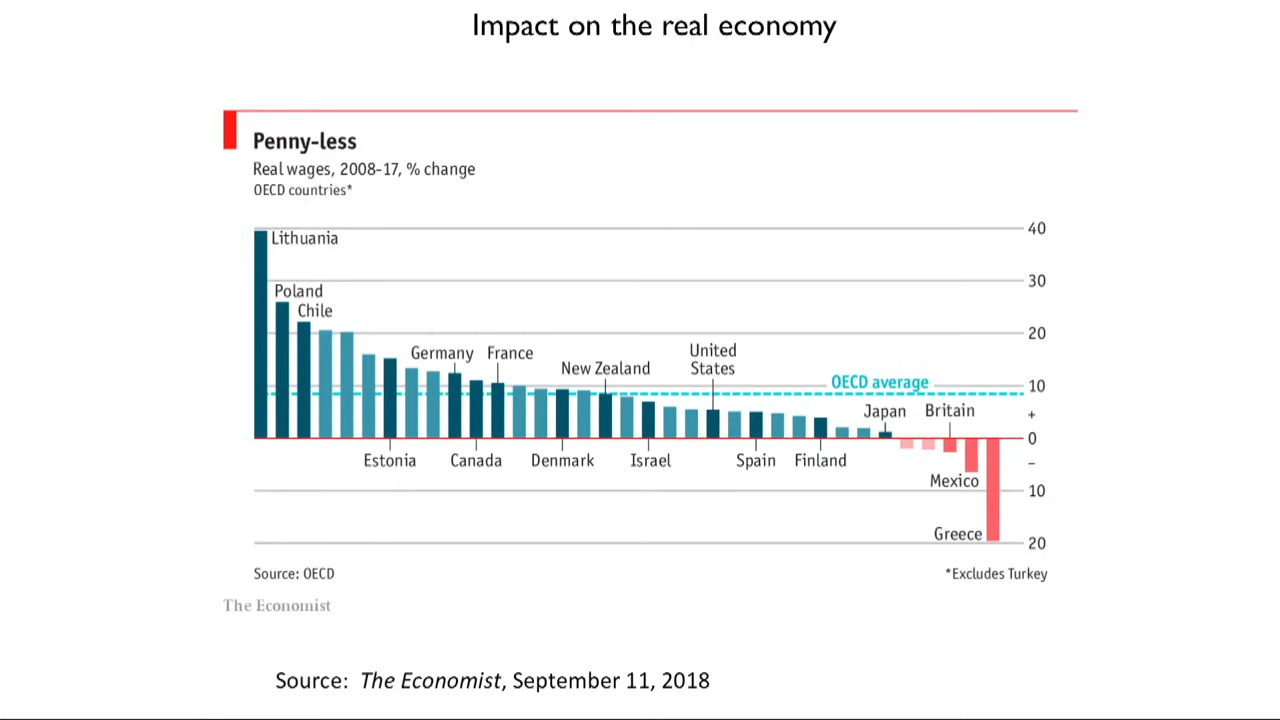 Impact on the real economy
Penny-less
Real wages, 2008-17, % change
OECD countries*
40
Lithuania
30
Poland
Chile
20
Germany
France
New Zealand
United
States
OECD average
10
Japan
Britain
+
0
Estonia
Canada
Denmark
Israel
Spain
Finland
–
Mexico
10
Greece
20
Source: OECD
*Excludes Turkey
The Economist
Source: The Economist, September 11, 2018